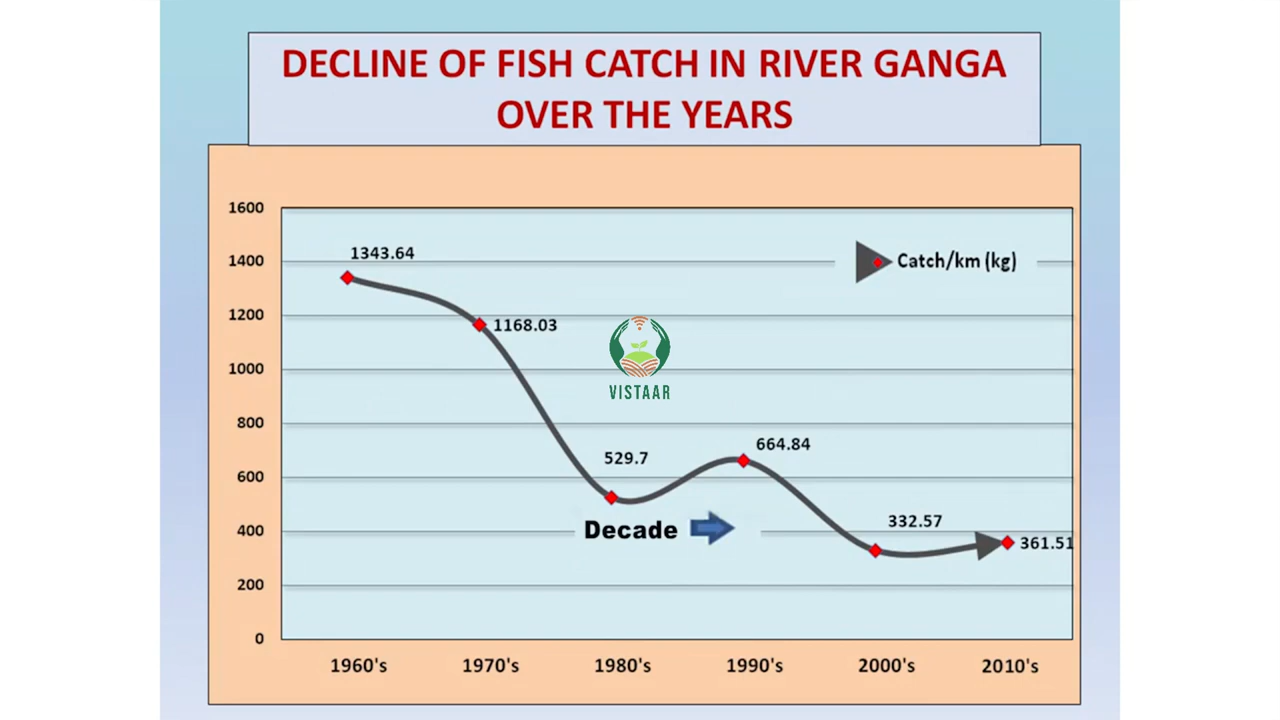 DECLINE OF FISH CATCH IN RIVER GANGA
OVER THE YEARS
1600
1400
1200
1000
800
600
400
200
0
1343.64
1168.03
529.7
664.84
332.57
361.51
Catch/km (kg)
VISTAAR
Decade
1960's
1970's
1980's
1990's
2000's
2010's